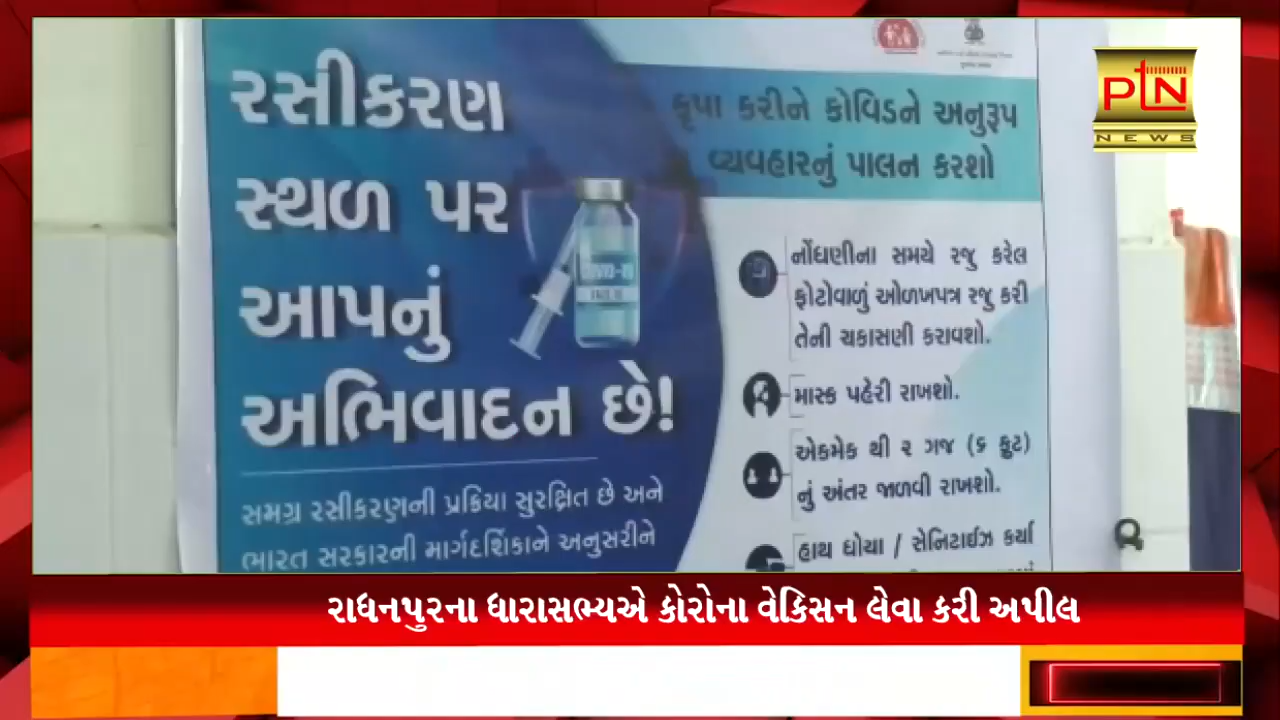 રસીકરણ
સ્થળ પર
આપનું
અભિવાદન છે!
સમગ્ર રસીકરણની પ્રક્રિયા સુરક્ષિત છે અને
ભારત સરકારની માર્ગદર્શિકાને અનુસરીને
કૃપા કરીને કોવિડને અનુરૂપ
વ્યવહારનું પાલન કરશો
નોંધણીના સમયે રજુ કરેલ
ફોટોવાળું ઓળખપત્ર રજુ કરી
તેની ચકાસણી કરાવશો.
માસ્ક પહેરી રાખશો.
એકમેક થી ૨ ગજ (૬ ફુટ)
નું અંતર જાળવી રાખશો.
હાથ ધોયા / સેનિટાઈઝ કર્યા
PTN
NEWS
રાધનપુરના ધારાસભ્યએ કોરોના વેકિસન લેવા કરી અપીલ